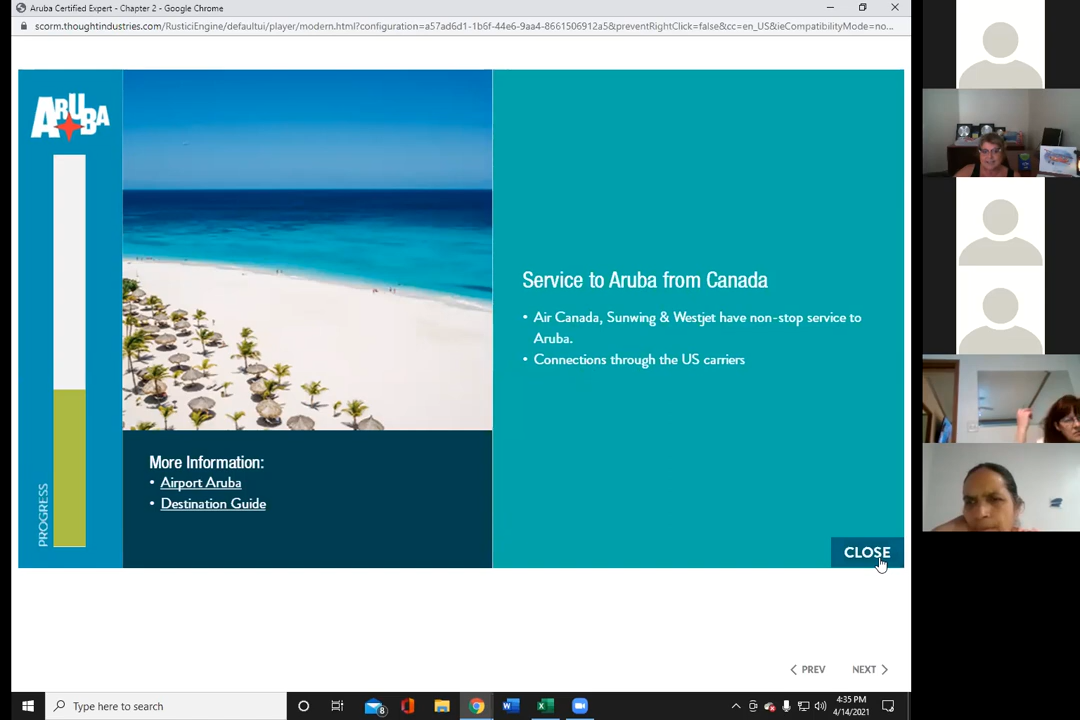 Aruba Certified Expert - Chapter 2 - Google Chrome
scorm.thoughtindustries.com/RusticiEngine/defaultui/player/modern.html?configuration=a57ad6d1-1b6f-44e6-9aa4-8661506912a5&preventRightClick=false&cc=en_US&ieCompatibilityMode=no...
ARUBA
PROGRESS
Service to Aruba from Canada
• Air Canada, Sunwing & Westjet have non-stop service to
Aruba.
• Connections through the US carriers
More Information:
• Airport Aruba
• Destination Guide
CLOSE
PREV
NEXT
Type here to search
8
4:35 PM
4/14/2021